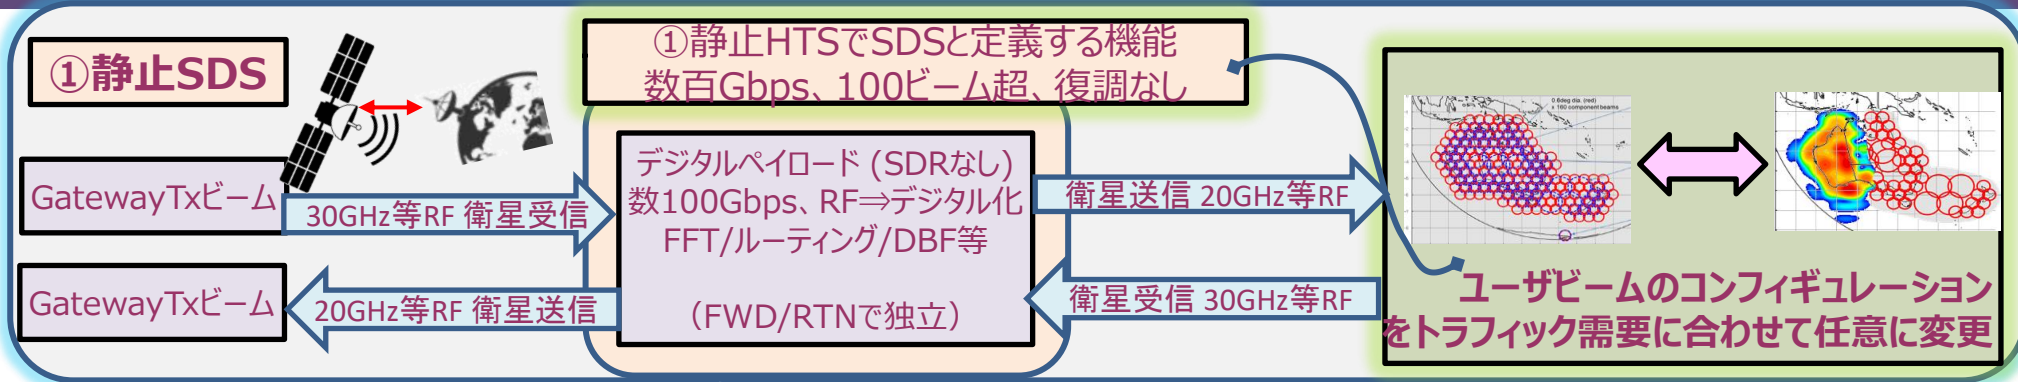 ①静止SDS
①静止HTSでSDSと定義する機能
数百Gbps、100ビーム超、復調なし
GatewayTxビーム
30GHz等RF 衛星受信
デジタルペイロード (SDRなし)
数100Gbps、RF⇒デジタル化
FFT/ルーティング/DBF等
(FWD/RTNで独立)
衛星送信 20GHz等RF
GatewayTxビーム
20GHz等RF 衛星送信
衛星受信 30GHz等RF
0.6deg dia. (red)
x 160 component beams
ユーザビームのコンフィギュレーション
をトラフィック需要に合わせて任意に変更